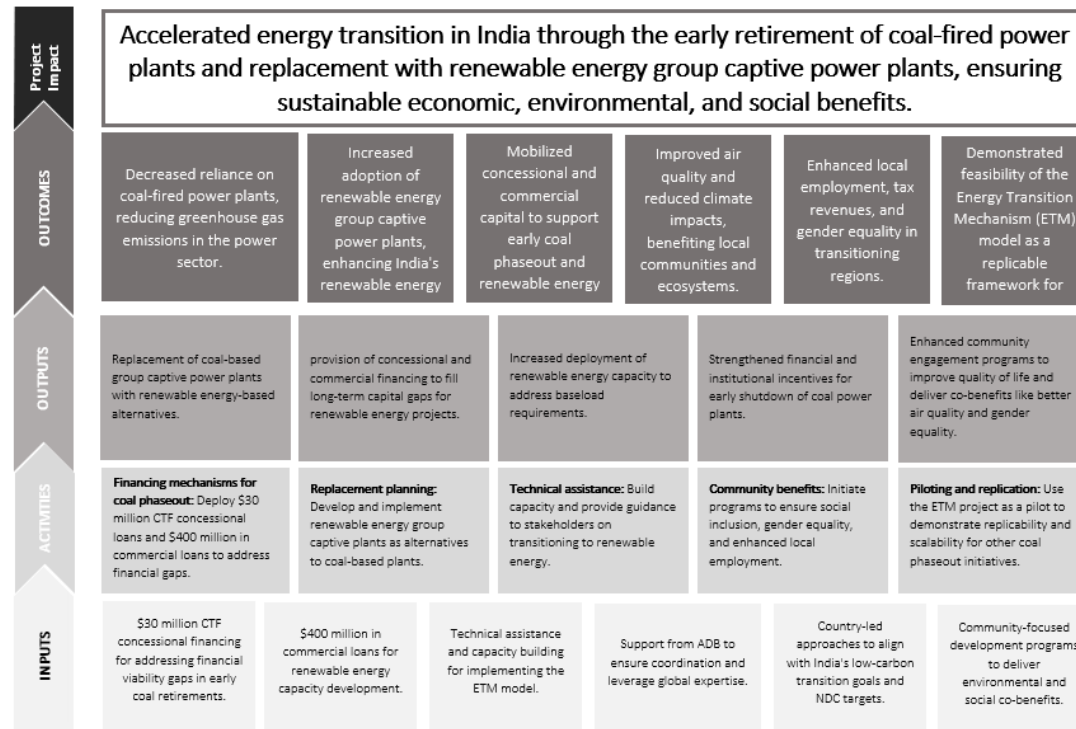 Project
Impact
Accelerated energy transition in India through the early retirement of coal-fired power
plants and replacement with renewable energy group captive power plants, ensuring
sustainable economic, environmental, and social benefits.
OUTCOMES
Decreased reliance on
coal-fired power plants,
reducing greenhouse gas
emissions in the power
sector.
Increased
adoption of
renewable energy
group captive
power plants,
enhancing India's
renewable energy
Mobilized
concessional and
commercial
capital to support
early coal
phaseout and
renewable energy
Improved air
quality and
reduced climate
impacts,
benefiting local
communities and
ecosystems.
Enhanced local
employment, tax
revenues, and
gender equality in
transitioning
regions.
Demonstrated
feasibility of the
Energy Transition
Mechanism (ETM)
model as a
replicable
framework for
OUTPUTS
Replacement of coal-based
group captive power plants
with renewable energy-based
alternatives.
provision of concessional and
commercial financing to fill
long-term capital gaps for
renewable energy projects.
Increased deployment of
renewable energy capacity to
address baseload
requirements.
Strengthened financial and
institutional incentives for
early shutdown of coal power
plants.
Enhanced community
engagement programs to
improve quality of life and
deliver co-benefits like better
air quality and gender
equality.
ACTIVITIES
Financing mechanisms for
coal phaseout: Deploy $30
million CTF concessional
loans and $400 million in
commercial loans to address
financial gaps.
Replacement planning:
Develop and implement
renewable energy group
captive plants as alternatives
to coal-based plants.
Technical assistance: Build
capacity and provide guidance
to stakeholders on
transitioning to renewable
energy.
Community benefits: Initiate
programs to ensure social
inclusion, gender equality,
and enhanced local
employment.
Piloting and replication: Use
the ETM project as a pilot to
demonstrate replicability and
scalability for other coal
phaseout initiatives.
INPUTS
$30 million CTF
concessional financing
for addressing financial
viability gaps in early
coal retirements.
$400 million in
commercial loans for
renewable energy
capacity development.
Technical assistance
and capacity building
for implementing the
ETM model.
Support from ADB to
ensure coordination and
leverage global expertise.
Country-led
approaches to align
with India's low-carbon
transition goals and
NDC targets.
Community-focused
development programs
to deliver
environmental and
social co-benefits.